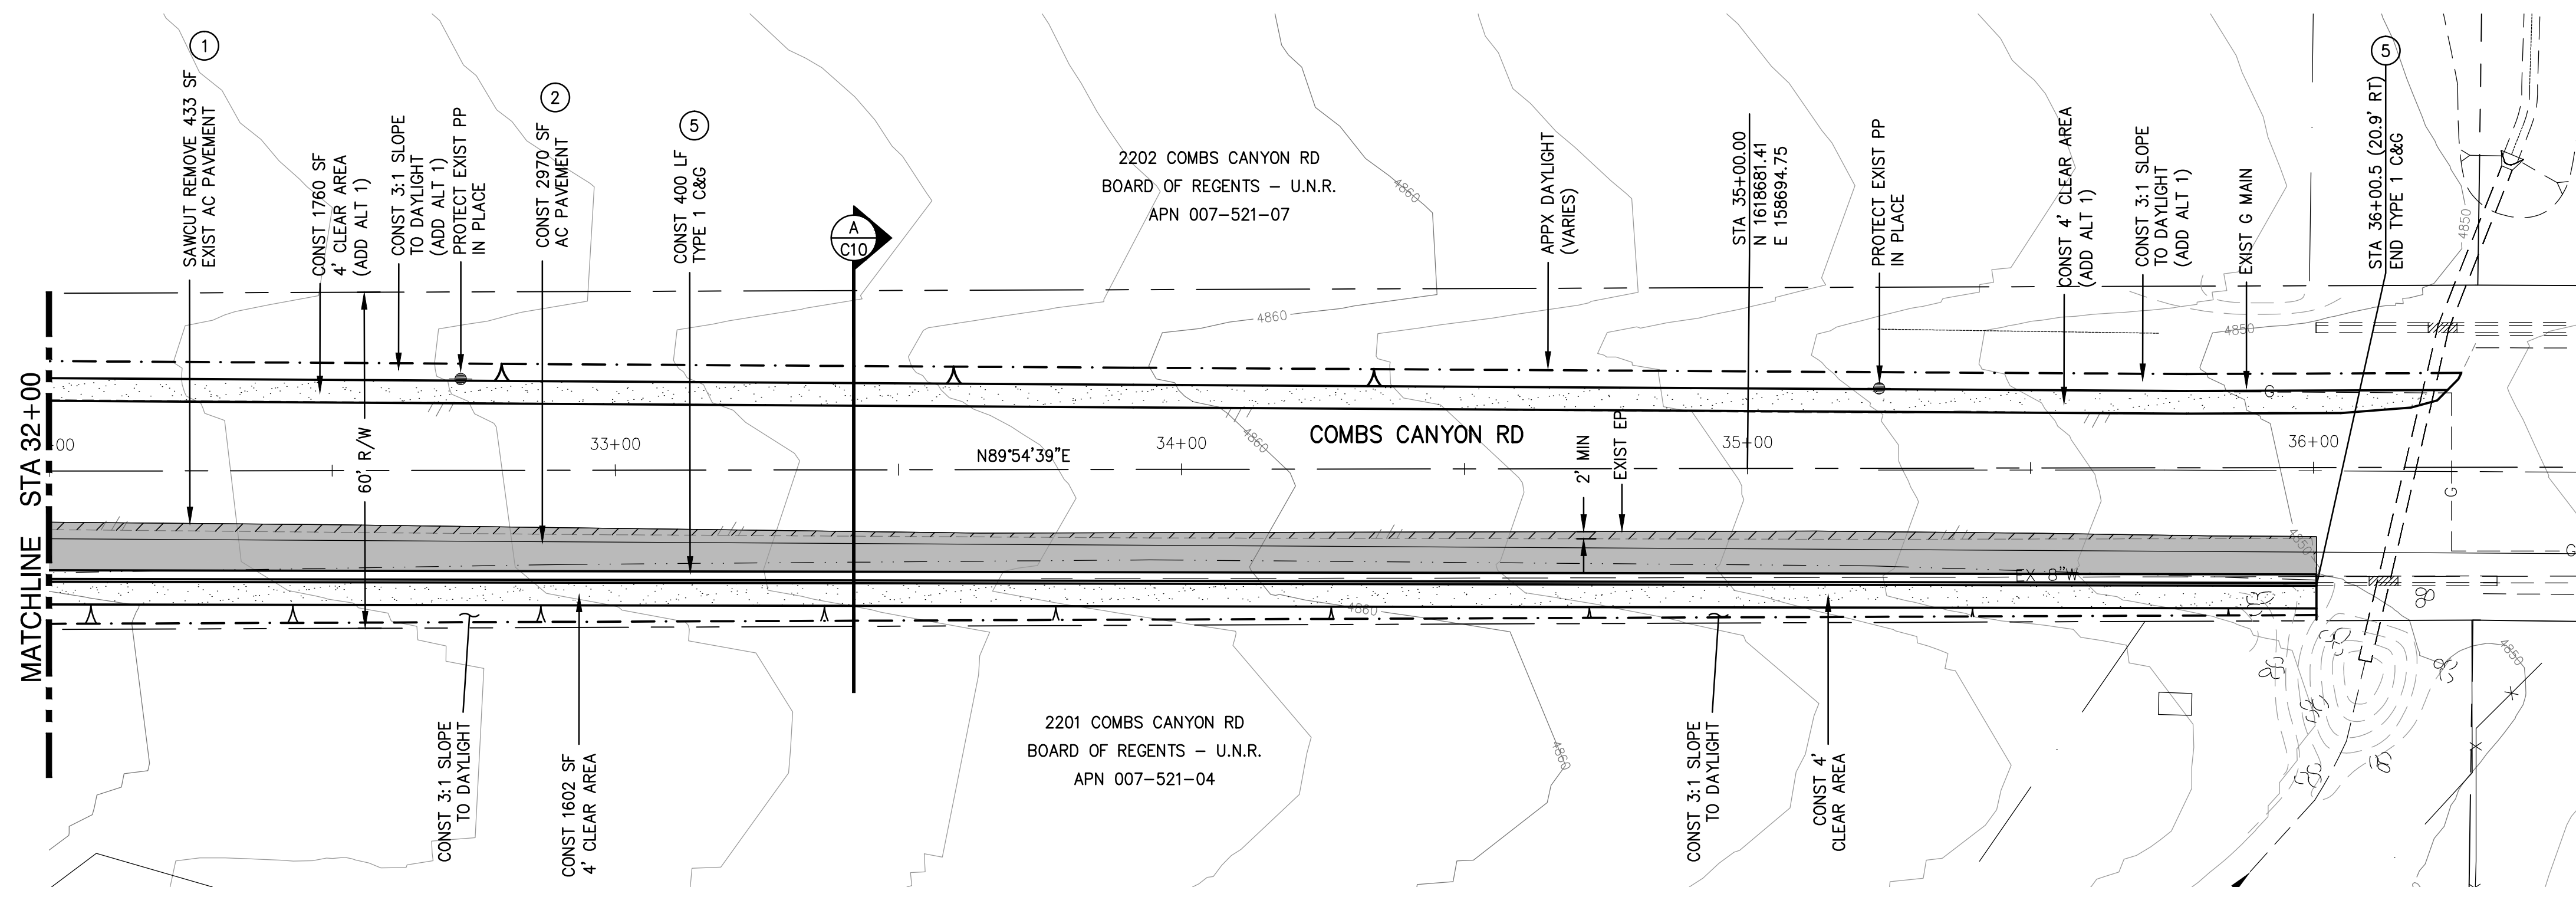 1
SAWCUT REMOVE 433 SF
EXIST AC PAVEMENT
CONST 1760 SF
4' CLEAR AREA
(ADD ALT 1)
CONST 3:1 SLOPE
TO DAYLIGHT
(ADD ALT 1)
PROTECT EXIST PP
IN PLACE
2
CONST 2970 SF
AC PAVEMENT
5
CONST 400 LF
TYPE 1 C&G
A
C10
2202 COMBS CANYON RD
BOARD OF REGENTS – U.N.R.
APN 007-521-07
4860
APPX DAYLIGHT
(VARIES)
STA 35+00.00
N 1618681.41
E 158694.75
PROTECT EXIST PP
IN PLACE
CONST 4' CLEAR AREA
(ADD ALT 1)
CONST 3:1 SLOPE
TO DAYLIGHT
(ADD ALT 1)
EXIST G MAIN
5
STA 36+00.5 (20.9' RT)
END TYPE 1 C&G
4850
4860
4850
MATCHLINE STA 32+00
+00
60' R/W
33+00
N89°54'39"E
34+00
4860
COMBS CANYON RD
2' MIN
EXIST EP
35+00
36+00
G
G
G
4850
EX 8"W
4860
CONST 3:1 SLOPE
TO DAYLIGHT
CONST 1602 SF
4' CLEAR AREA
2201 COMBS CANYON RD
BOARD OF REGENTS – U.N.R.
APN 007-521-04
4860
CONST 3:1 SLOPE
TO DAYLIGHT
CONST 4'
CLEAR AREA
4850